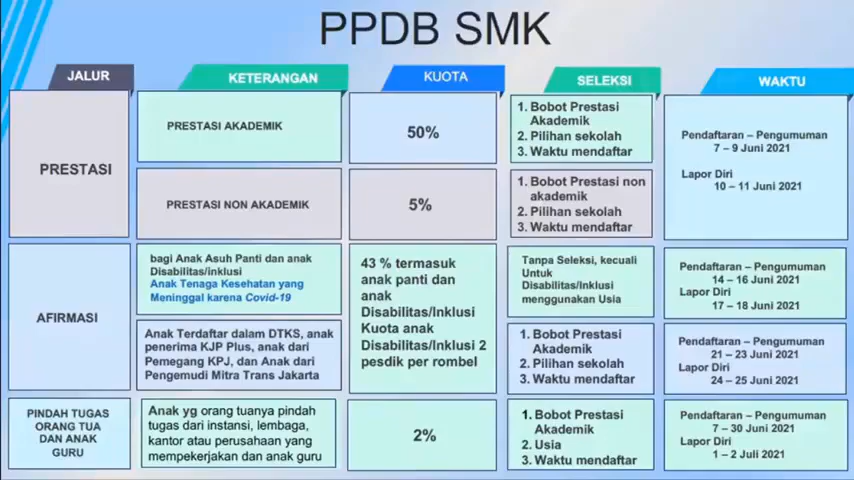 PPDB SMK
JALUR
KETERANGAN
KUOTA
SELEKSI
WAKTU
PRESTASI
PRESTASI AKADEMIK
50%
1. Bobot Prestasi
Akademik
2. Pilihan sekolah
3. Waktu mendaftar
Pendaftaran – Pengumuman
7 – 9 Juni 2021
Lapor Diri
10 – 11 Juni 2021
PRESTASI NON AKADEMIK
5%
1. Bobot Prestasi non
akademik
2. Pilihan sekolah
3. Waktu mendaftar
AFIRMASI
bagi Anak Asuh Panti dan anak
Disabilitas/inklusi
Anak Tenaga Kesehatan yang
Meninggal karena Covid-19
43 % termasuk
anak panti dan
anak
Disabilitas/Inklusi
Kuota anak
Disabilitas/Inklusi 2
pesdik per rombel
Tanpa Seleksi, kecuali
Untuk
Disabilitas/Inklusi
menggunakan Usia
Pendaftaran – Pengumuman
14 – 16 Juni 2021
Lapor Diri
17 – 18 Juni 2021
Anak Terdaftar dalam DTKS, anak
penerima KJP Plus, anak dari
Pemegang KPJ, dan Anak dari
Pengemudi Mitra Trans Jakarta
1. Bobot Prestasi
Akademik
2. Pilihan sekolah
3. Waktu mendaftar
Pendaftaran – Pengumuman
21 – 23 Juni 2021
Lapor Diri
24 – 25 Juni 2021
PINDAH TUGAS
ORANG TUA
DAN ANAK
GURU
Anak yg orang tuanya pindah
tugas dari instansi, lembaga,
kantor atau perusahaan yang
mempekerjakan dan anak guru
2%
1. Bobot Prestasi
Akademik
2. Usia
3. Waktu mendaftar
Pendaftaran – Pengumuman
7 – 30 Juni 2021
Lapor Diri
1 – 2 Juli 2021